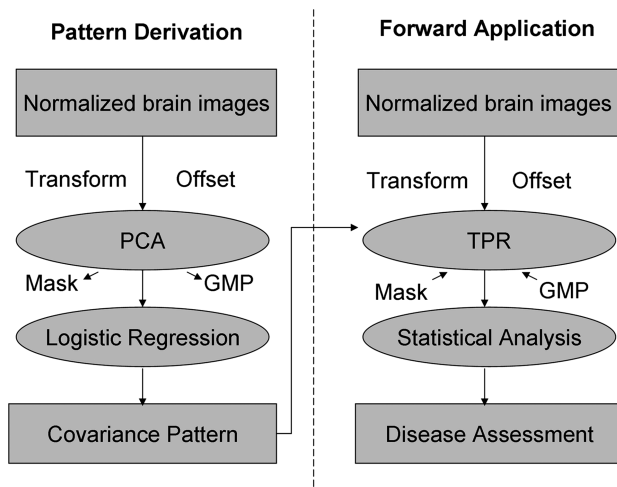 Pattern Derivation
Normalized brain images
Transform Offset
PCA
Mask GMP
Logistic Regression
Covariance Pattern
Forward Application
Normalized brain images
Transform Offset
TPR
Mask GMP
Statistical Analysis
Disease Assessment